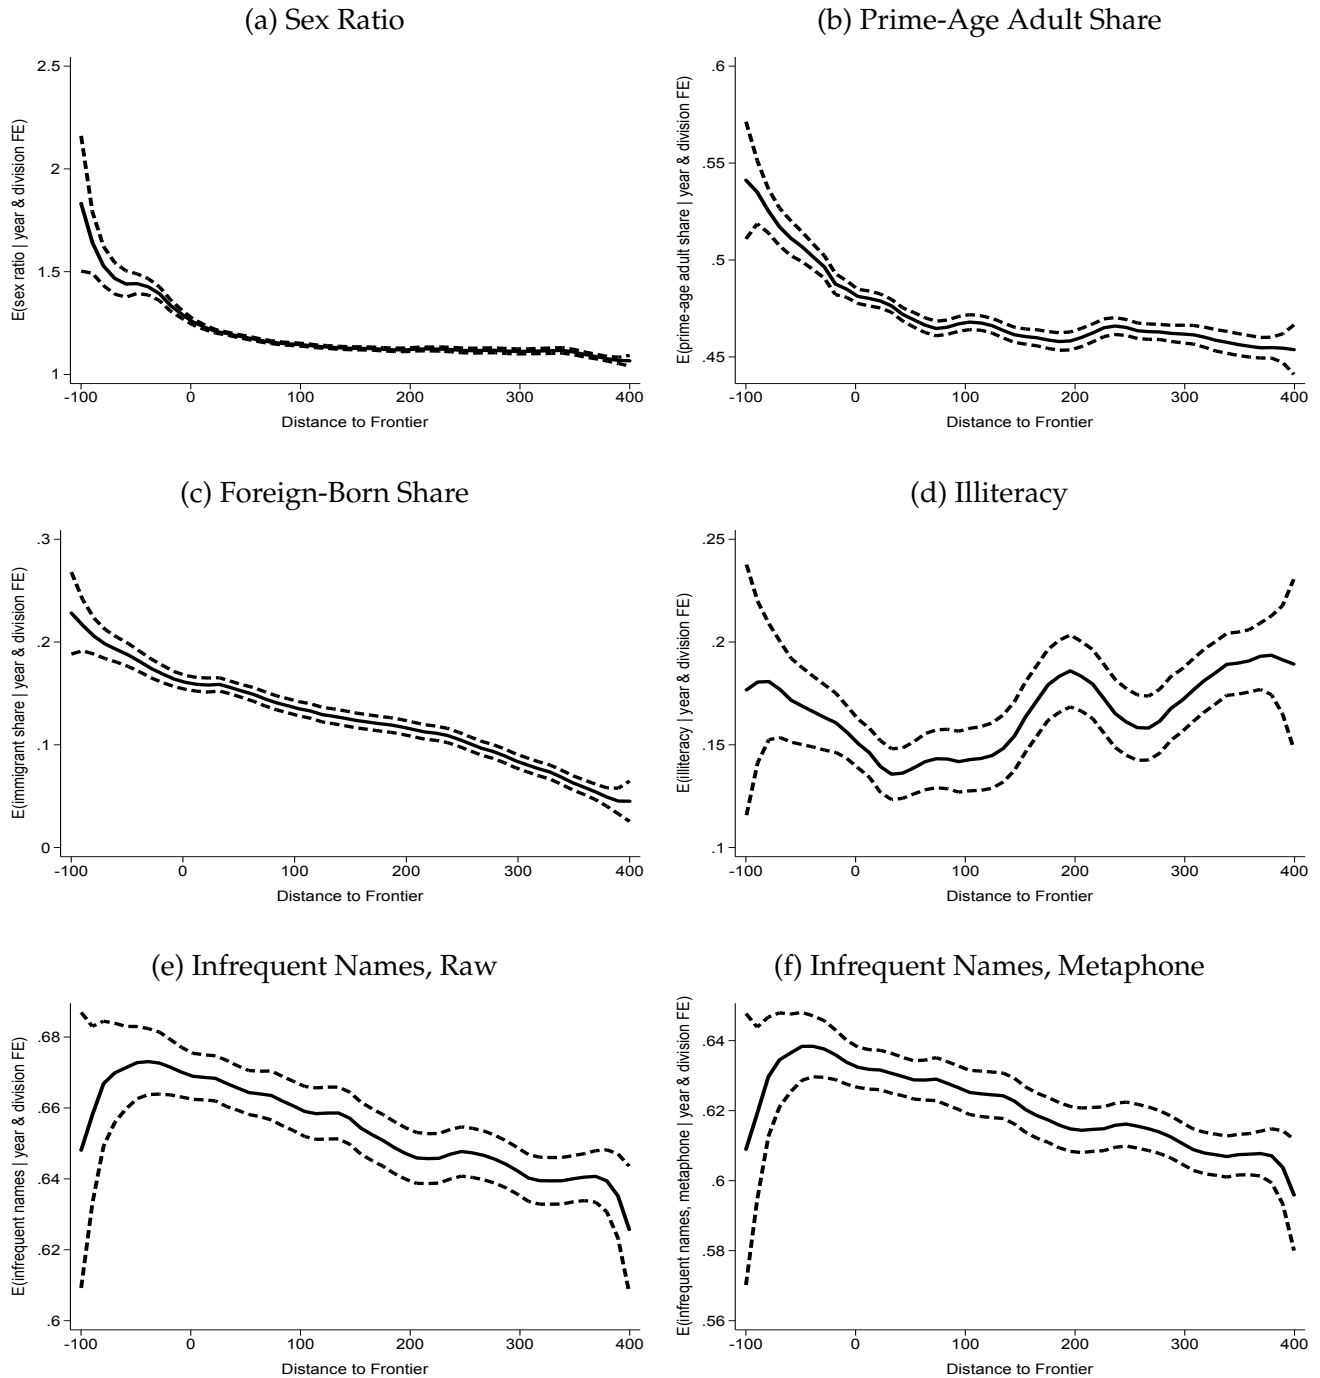 (a) Sex Ratio
E(sex ratio | year & division FE)
2.5
2
1.5
1
-100 0 100 200 300 400
Distance to Frontier
(b) Prime-Age Adult Share
E(prime-age adult share | year & division FE)
.6
.55
.5
.45
-100 0 100 200 300 400
Distance to Frontier
(c) Foreign-Born Share
E(immigrant share | year & division FE)
.3
.2
.1
0
-100 0 100 200 300 400
Distance to Frontier
(d) Illiteracy
E(illiteracy | year & division FE)
.25
.2
.15
.1
-100 0 100 200 300 400
Distance to Frontier
(e) Infrequent Names, Raw
E(infrequent names | year & division FE)
.68
.66
.64
.62
.6
-100 0 100 200 300 400
Distance to Frontier
(f) Infrequent Names, Metaphone
E(infrequent names, metaphone | year & division FE)
.64
.62
.6
.58
.56
-100 0 100 200 300 400
Distance to Frontier